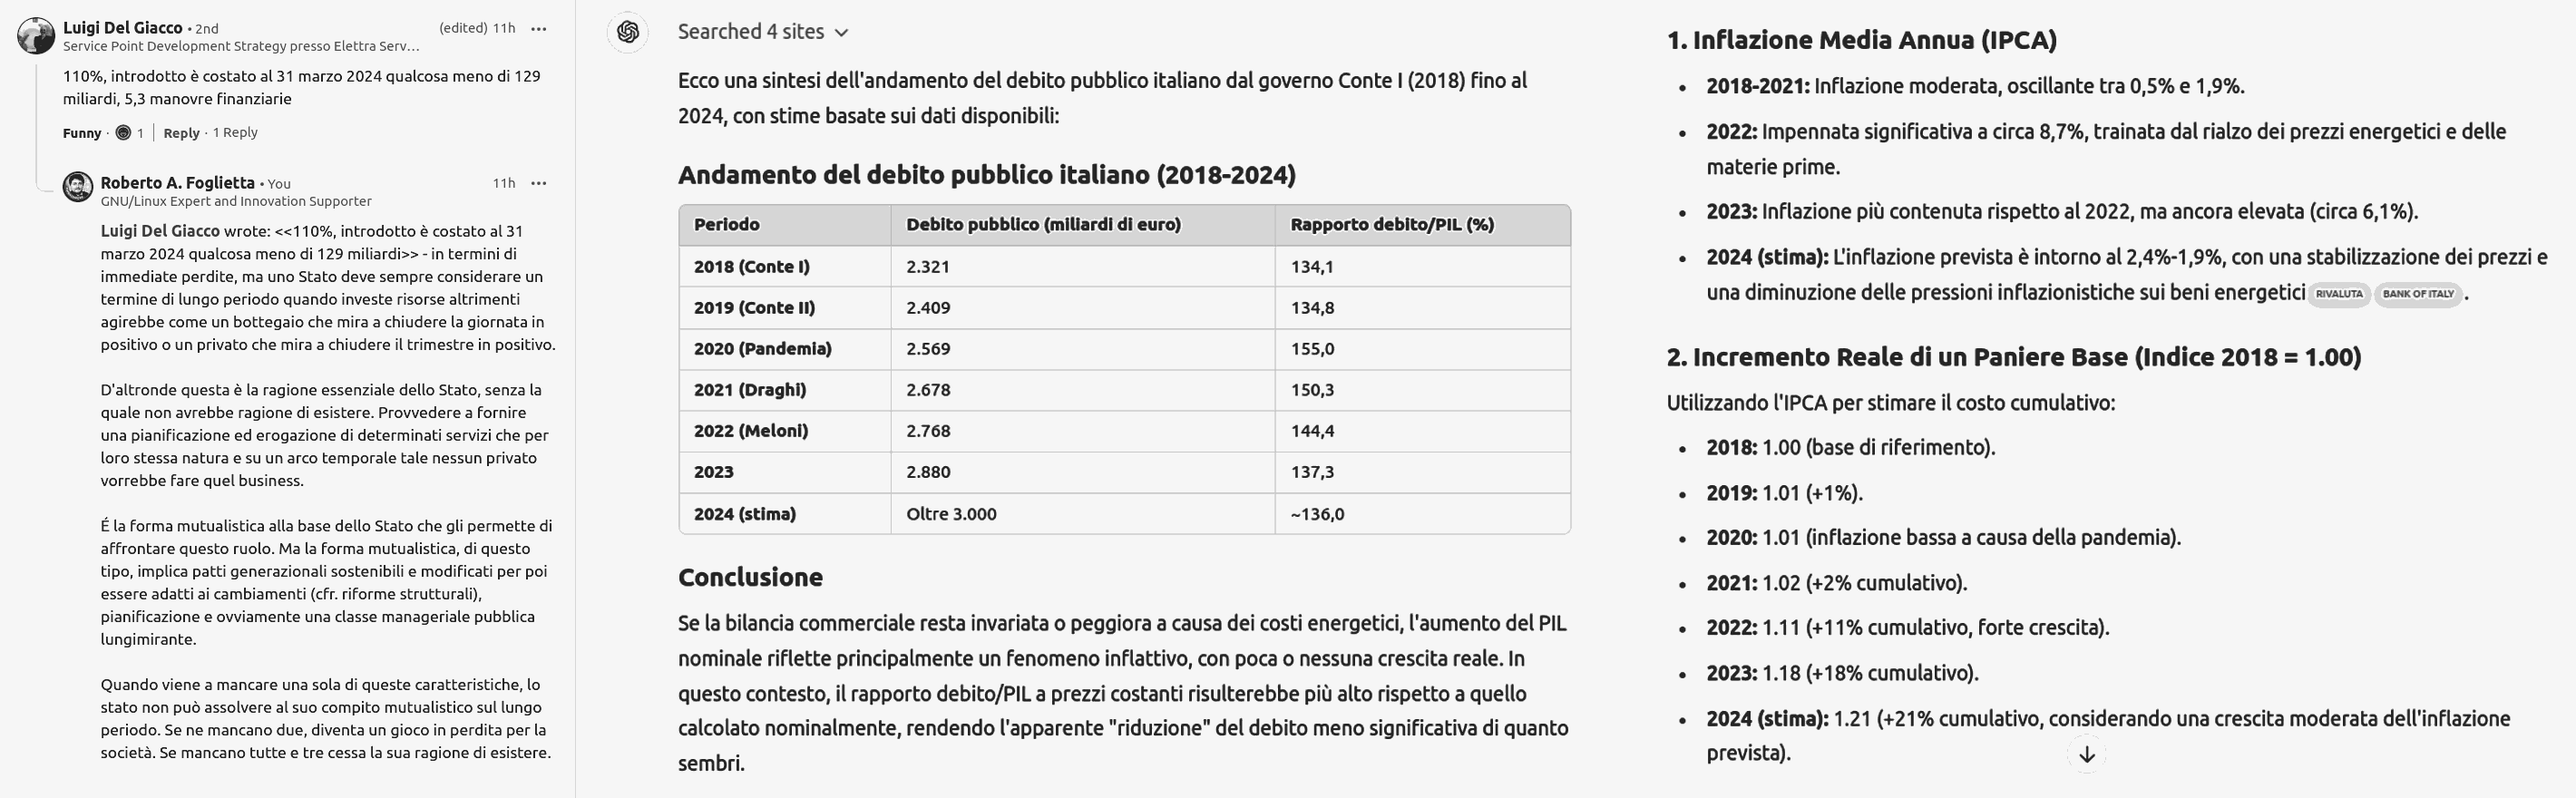 Luigi Del Giacco • 2nd
(edited) 11h
Service Point Development Strategy presso Elettra Serv...
110%, introdotto è costato al 31 marzo 2024 qualcosa meno di 129
miliardi, 5,3 manovre finanziarie
Funny · 1 | Reply · 1 Reply
Roberto A. Foglietta • You
11h
GNU/Linux Expert and Innovation Supporter
Luigi Del Giacco wrote: <<110%, introdotto è costato al 31
marzo 2024 qualcosa meno di 129 miliardi>> - in termini di
immediate perdite, ma uno Stato deve sempre considerare un
termine di lungo periodo quando investe risorse altrimenti
agirebbe come un bottegaio che mira a chiudere la giornata in
positivo o un privato che mira a chiudere il trimestre in positivo.
D'altronde questa è la ragione essenziale dello Stato, senza la
quale non avrebbe ragione di esistere. Provvedere a fornire
una pianificazione ed erogazione di determinati servizi che per
loro stessa natura e su un arco temporale tale nessun privato
vorrebbe fare quel business.
É la forma mutualistica alla base dello Stato che gli permette di
affrontare questo ruolo. Ma la forma mutualistica, di questo
tipo, implica patti generazionali sostenibili e modificati per poi
essere adatti ai cambiamenti (cfr. riforme strutturali),
pianificazione e ovviamente una classe manageriale pubblica
lungimirante.
Quando viene a mancare una sola di queste caratteristiche, lo
stato non può assolvere al suo compito mutualistico sul lungo
periodo. Se ne mancano due, diventa un gioco in perdita per la
società. Se mancano tutte e tre cessa la sua ragione di esistere.
Searched 4 sites
Ecco una sintesi dell'andamento del debito pubblico italiano dal governo Conte I (2018) fino al
2024, con stime basate sui dati disponibili:
Andamento del debito pubblico italiano (2018-2024)
Periodo Debito pubblico (miliardi di euro) Rapporto debito/PIL (%)
2018 (Conte I) 2.321 134,1
2019 (Conte II) 2.409 134,8
2020 (Pandemia) 2.569 155,0
2021 (Draghi) 2.678 150,3
2022 (Meloni) 2.768 144,4
2023 2.880 137,3
2024 (stima) Oltre 3.000 ~136,0
Conclusione
Se la bilancia commerciale resta invariata o peggiora a causa dei costi energetici, l'aumento del PIL
nominale riflette principalmente un fenomeno inflattivo, con poca o nessuna crescita reale. In
questo contesto, il rapporto debito/PIL a prezzi costanti risulterebbe più alto rispetto a quello
calcolato nominalmente, rendendo l'apparente "riduzione" del debito meno significativa di quanto
sembri.
1. Inflazione Media Annua (IPCA)
• 2018-2021: Inflazione moderata, oscillante tra 0,5% e 1,9%.
• 2022: Impennata significativa a circa 8,7%, trainata dal rialzo dei prezzi energetici e delle
materie prime.
• 2023: Inflazione più contenuta rispetto al 2022, ma ancora elevata (circa 6,1%).
• 2024 (stima): L'inflazione prevista è intorno al 2,4%-1,9%, con una stabilizzazione dei prezzi e
una diminuzione delle pressioni inflazionistiche sui beni energetici RIVALUTA BANK OF ITALY .
2. Incremento Reale di un Paniere Base (Indice 2018 = 1.00)
Utilizzando l'IPCA per stimare il costo cumulativo:
• 2018: 1.00 (base di riferimento).
• 2019: 1.01 (+1%).
• 2020: 1.01 (inflazione bassa a causa della pandemia).
• 2021: 1.02 (+2% cumulativo).
• 2022: 1.11 (+11% cumulativo, forte crescita).
• 2023: 1.18 (+18% cumulativo).
• 2024 (stima): 1.21 (+21% cumulativo, considerando una crescita moderata dell'inflazione
prevista).